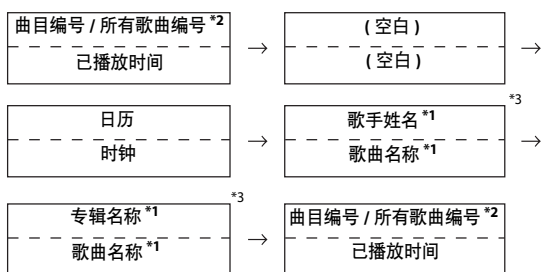 曲目编号 / 所有歌曲编号 *2
已播放时间
( 空白 )
( 空白 )
日历
时钟
*3
歌手姓名 *1
歌曲名称 *1
*3
专辑名称 *1
歌曲名称 *1
曲目编号 / 所有歌曲编号 *2
已播放时间